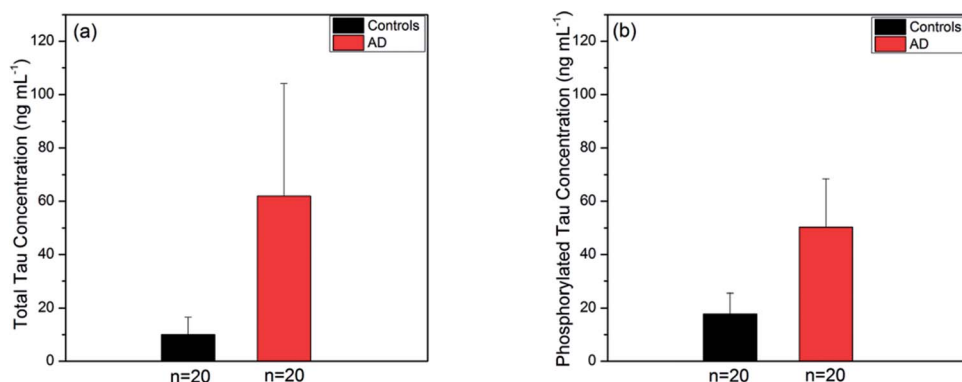 (a)
Controls
AD
Total Tau Concentration (ng mL⁻¹)
120
100
80
60
40
20
0
n=20
n=20
(b)
Controls
AD
Phosphorylated Tau Concentration (ng mL⁻¹)
120
100
80
60
40
20
0
n=20
n=20